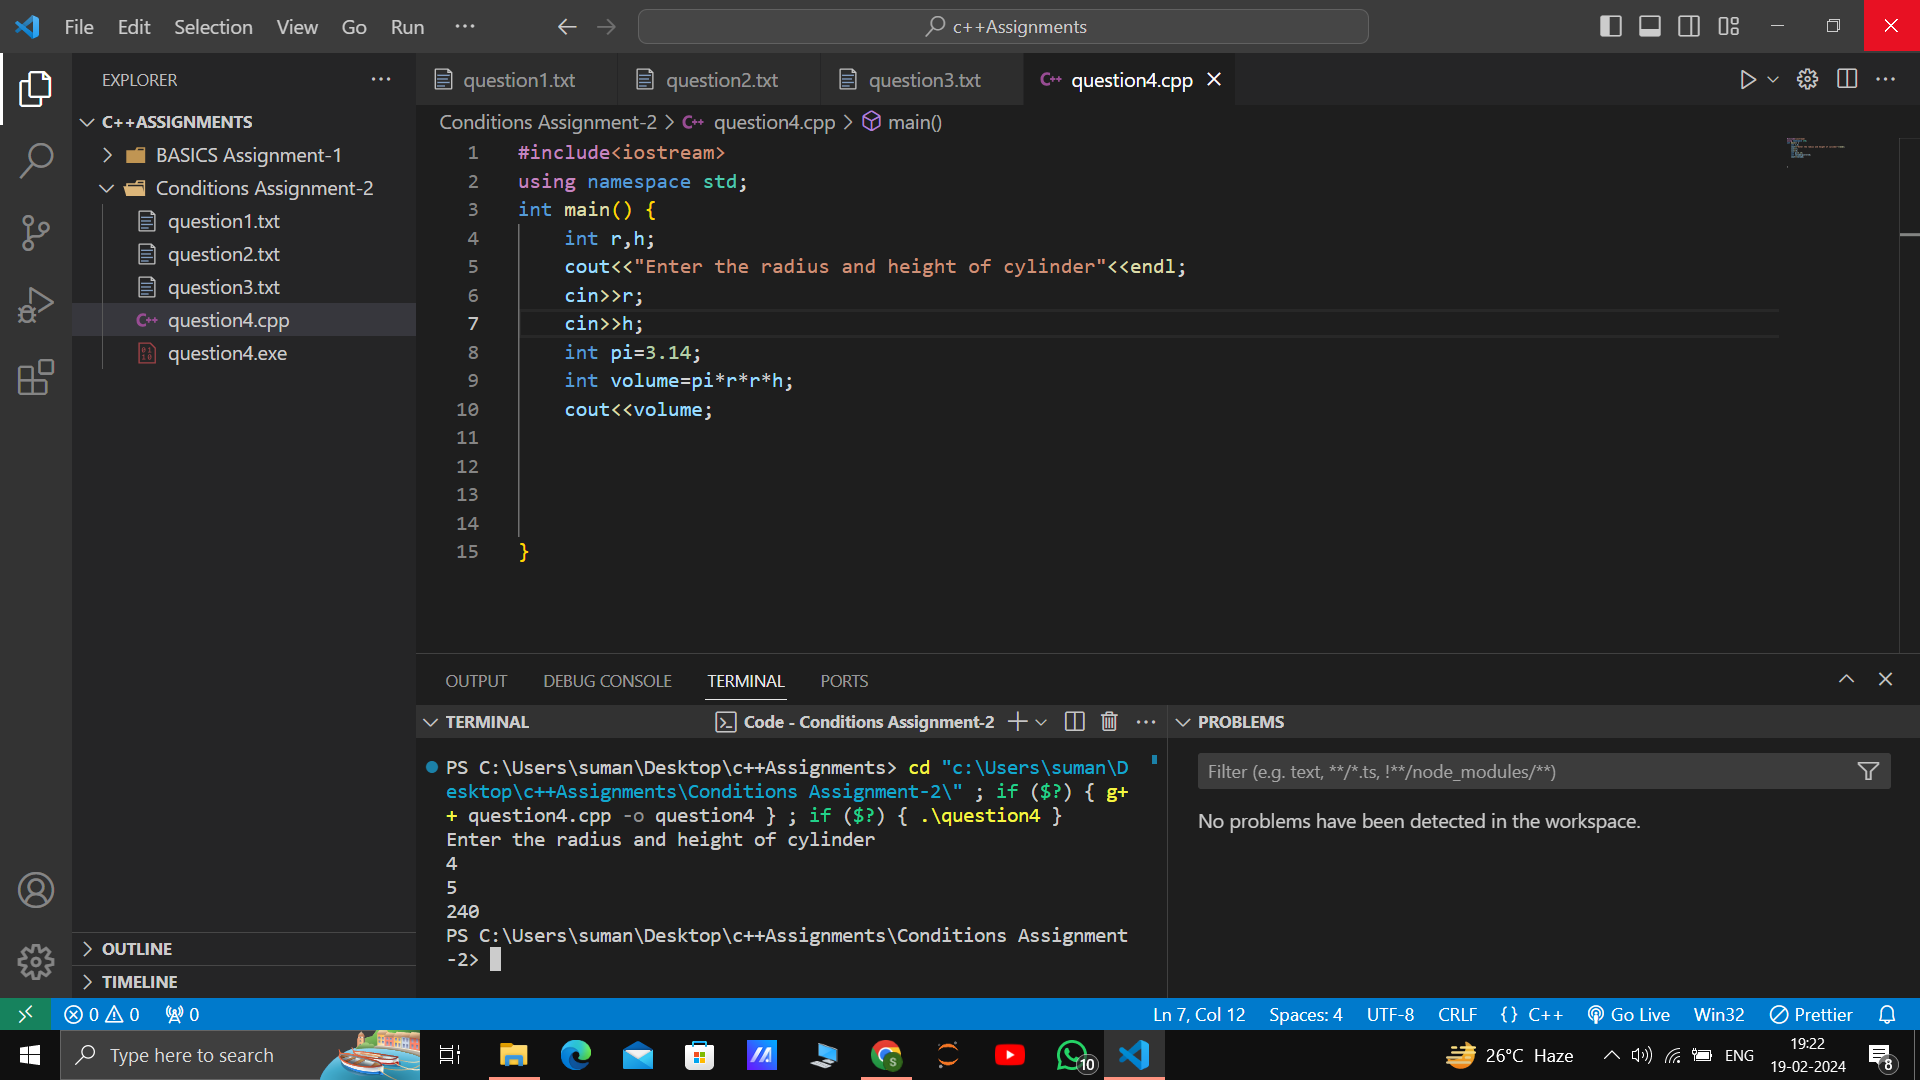 File Edit Selection View Go Run ...
c++Assignments
EXPLORER
question1.txt
question2.txt
question3.txt
C++ question4.cpp
C++ASSIGNMENTS
BASICS Assignment-1
Conditions Assignment-2
question1.txt
question2.txt
question3.txt
C++ question4.cpp
question4.exe
Conditions Assignment-2 > C++ question4.cpp > main()
1 #include<iostream>
2 using namespace std;
3 int main() {
4 int r,h;
5 cout<<"Enter the radius and height of cylinder"<<endl;
6 cin>>r;
7 cin>>h;
8 int pi=3.14;
9 int volume=pi*r*r*h;
10 cout<<volume;
11
12
13
14
15 }
OUTPUT DEBUG CONSOLE TERMINAL PORTS
TERMINAL
Code - Conditions Assignment-2
PS C:\Users\suman\Desktop\c++Assignments> cd "c:\Users\suman\D
esktop\c++Assignments\Conditions Assignment-2\" ; if ($?) { g+
+ question4.cpp -o question4 } ; if ($?) { .\question4 }
Enter the radius and height of cylinder
4
5
240
PS C:\Users\suman\Desktop\c++Assignments\Conditions Assignment
-2>
PROBLEMS
Filter (e.g. text, **/*.ts, !**/node_modules/**)
No problems have been detected in the workspace.
OUTLINE
TIMELINE
0 0 0
Ln 7, Col 12 Spaces: 4 UTF-8 CRLF {} C++ Go Live Win32 Prettier
Type here to search
10
26°C Haze
ENG
19:22
19-02-2024
8